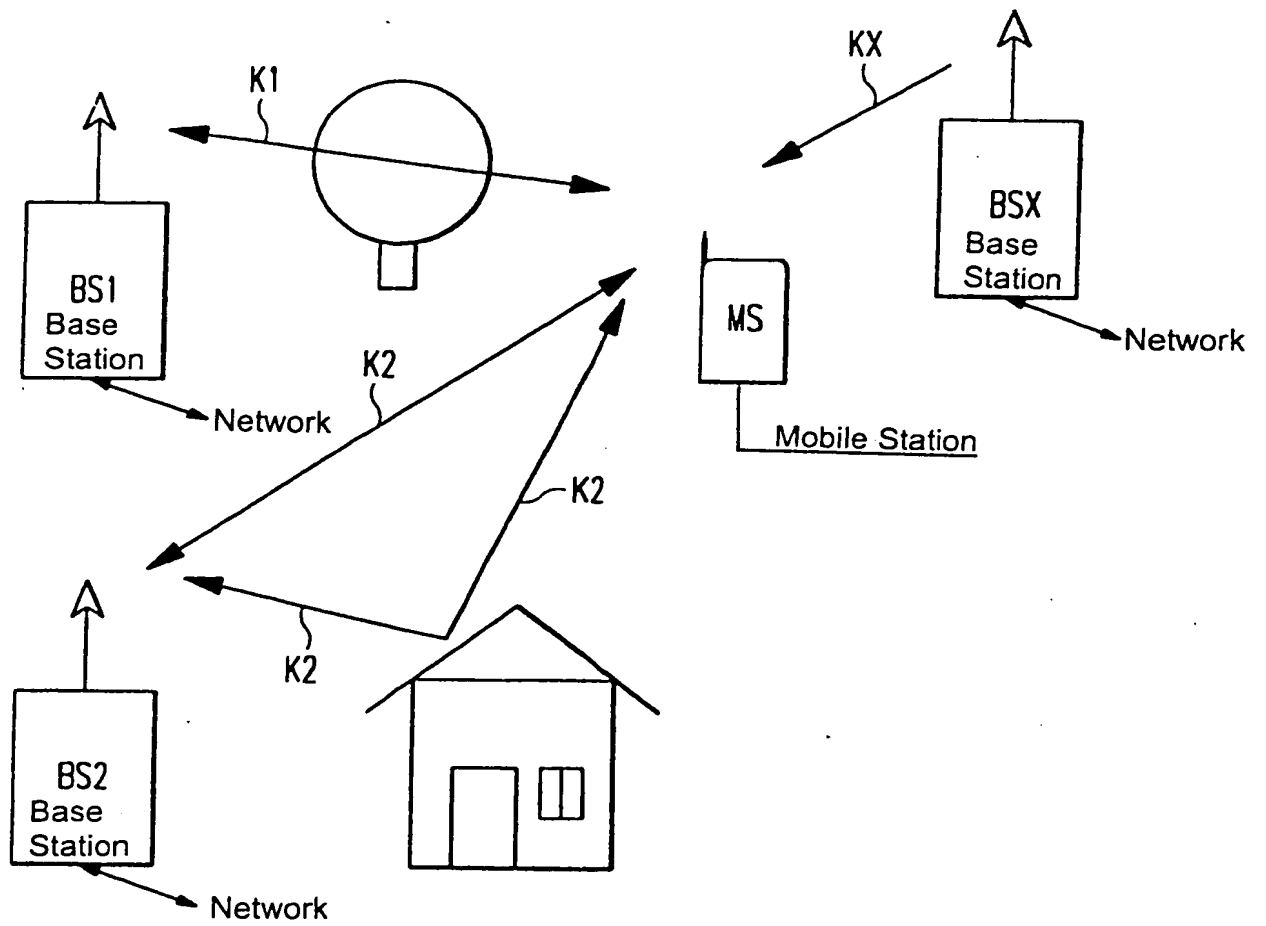 K1
KX
BS1
Base
Station
Network
BSX
Base
Station
Network
MS
Mobile Station
K2
K2
K2
BS2
Base
Station
Network